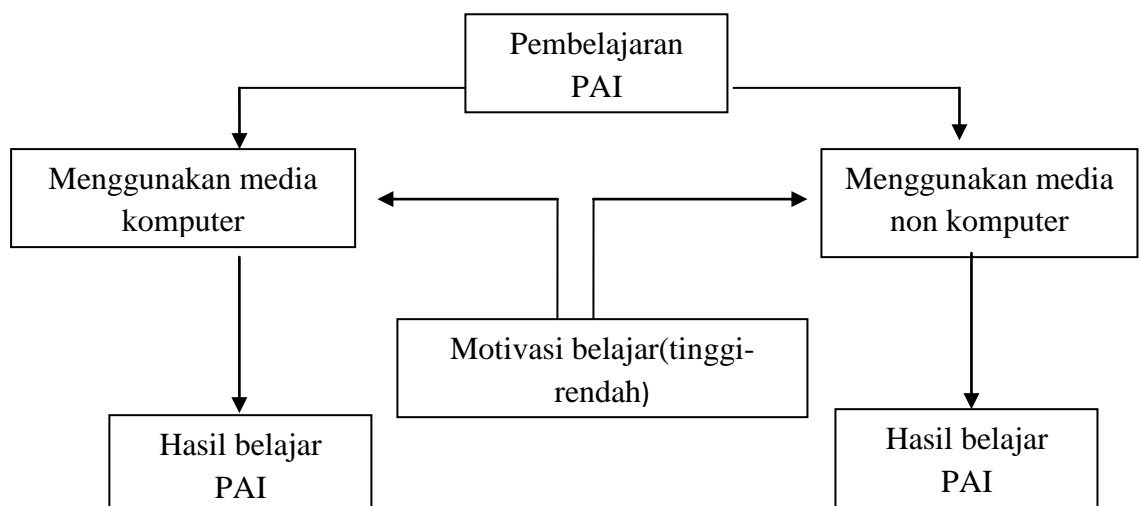 Pembelajaran
PAI
Menggunakan media
komputer
Menggunakan media
non komputer
Motivasi belajar(tinggi-
rendah)
Hasil belajar
PAI
Hasil belajar
PAI